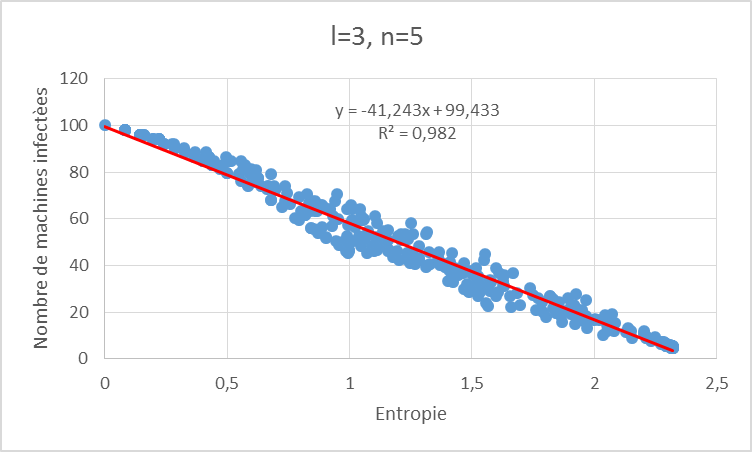 l=3, n=5
y = -41,243x + 99,433
R² = 0,982
Nombre de machines infectèes
120
100
80
60
40
20
0
0
0,5
1
1,5
2
2,5
Entropie